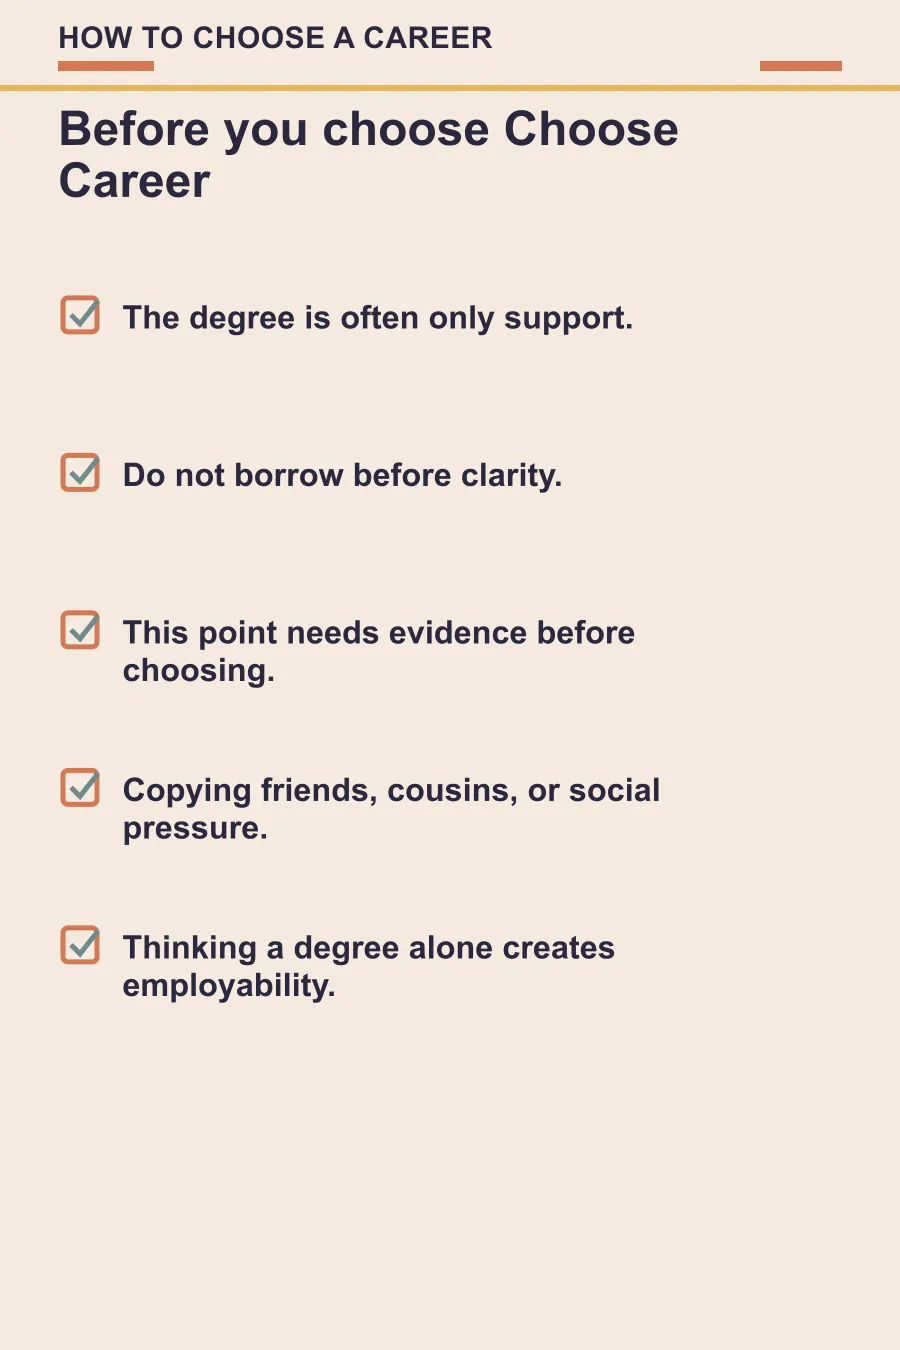 HOW TO CHOOSE A CAREER
Before you choose Choose
Career
The degree is often only support.
Do not borrow before clarity.
This point needs evidence before
choosing.
Copying friends, cousins, or social
pressure.
Thinking a degree alone creates
employability.